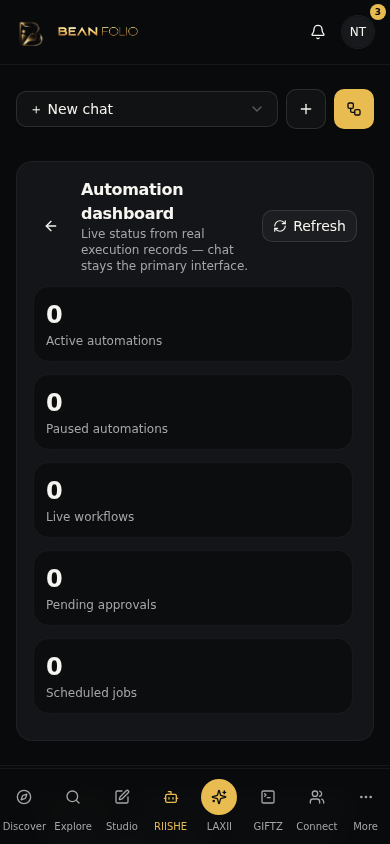 BEAN FOLIO
3
NT
+ New chat
Automation
dashboard
Live status from real
execution records — chat
stays the primary interface.
Refresh
0
Active automations
0
Paused automations
0
Live workflows
0
Pending approvals
0
Scheduled jobs
Discover Explore Studio RIISHE LAXII GIFTZ Connect More